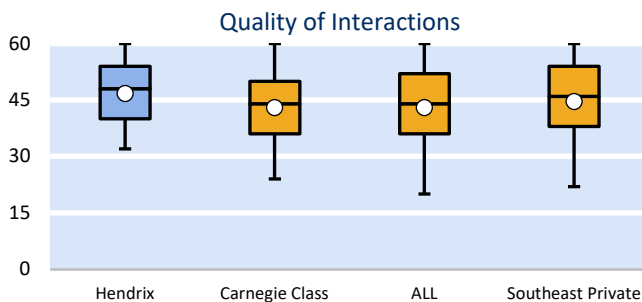 Quality of Interactions
60
45
30
15
0
Hendrix Carnegie Class ALL Southeast Private